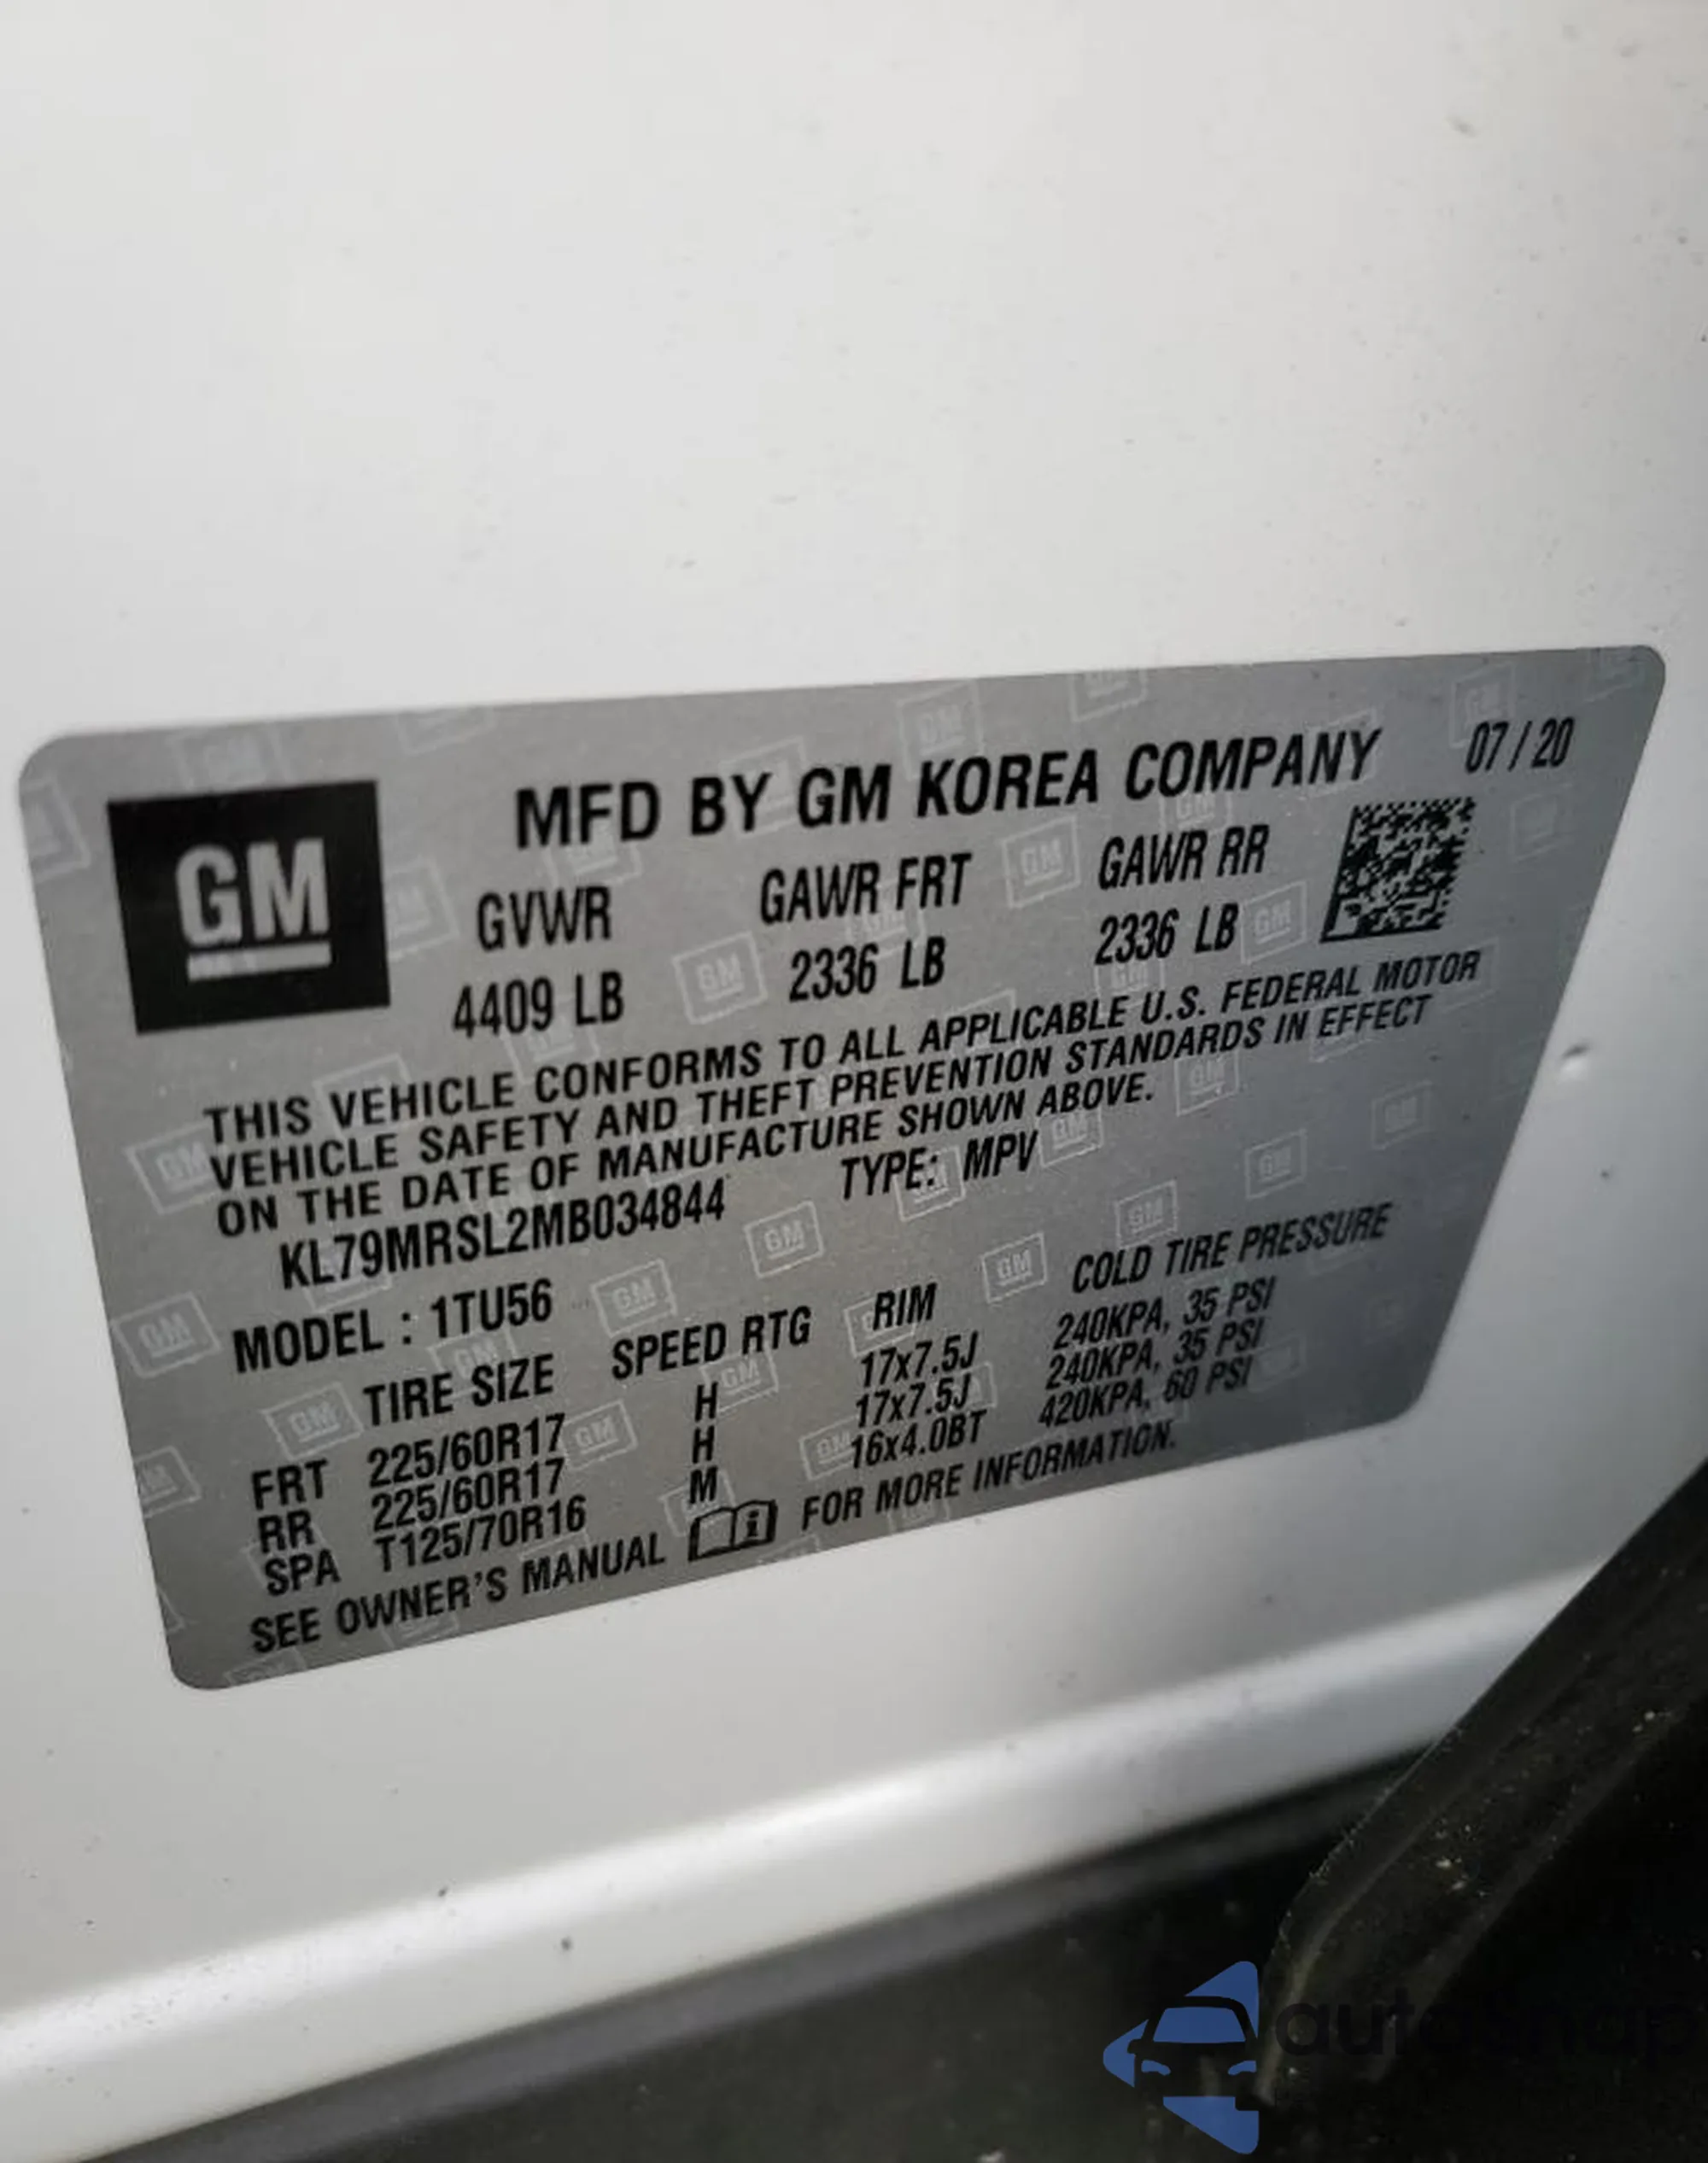 MFD BY GM KOREA COMPANY 07/20
GM
GVWR GAWR FRT GAWR RR
4409 LB 2336 LB 2336 LB
THIS VEHICLE CONFORMS TO ALL APPLICABLE U.S. FEDERAL MOTOR
VEHICLE SAFETY AND THEFT PREVENTION STANDARDS IN EFFECT
ON THE DATE OF MANUFACTURE SHOWN ABOVE.
KL79MRSL2MB034844 TYPE: MPV
MODEL : 1TU56
TIRE SIZE SPEED RTG RIM COLD TIRE PRESSURE
FRT 225/60R17 H 17x7.5J 240KPA, 35 PSI
RR 225/60R17 H 17x7.5J 240KPA, 35 PSI
SPA T125/70R16 M 16x4.0BT 420KPA, 60 PSI
SEE OWNER'S MANUAL FOR MORE INFORMATION.